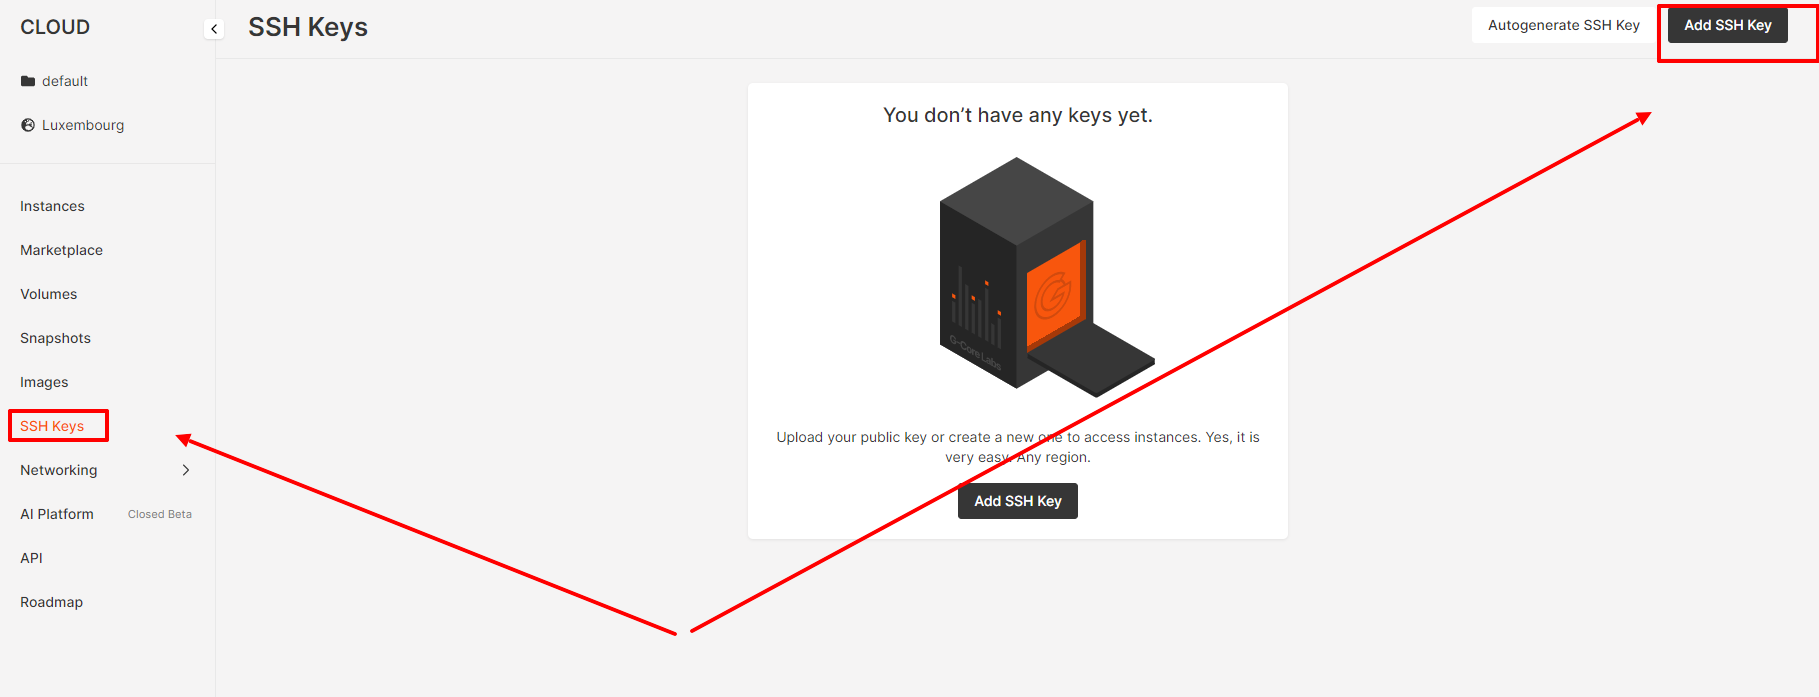 CLOUD
SSH Keys
Autogenerate SSH Key
Add SSH Key
default
Luxembourg
Instances
Marketplace
Volumes
Snapshots
Images
SSH Keys
Networking
AI Platform Closed Beta
API
Roadmap
You don’t have any keys yet.
G-Core Labs
Upload your public key or create a new one to access instances. Yes, it is
very easy. Any region.
Add SSH Key